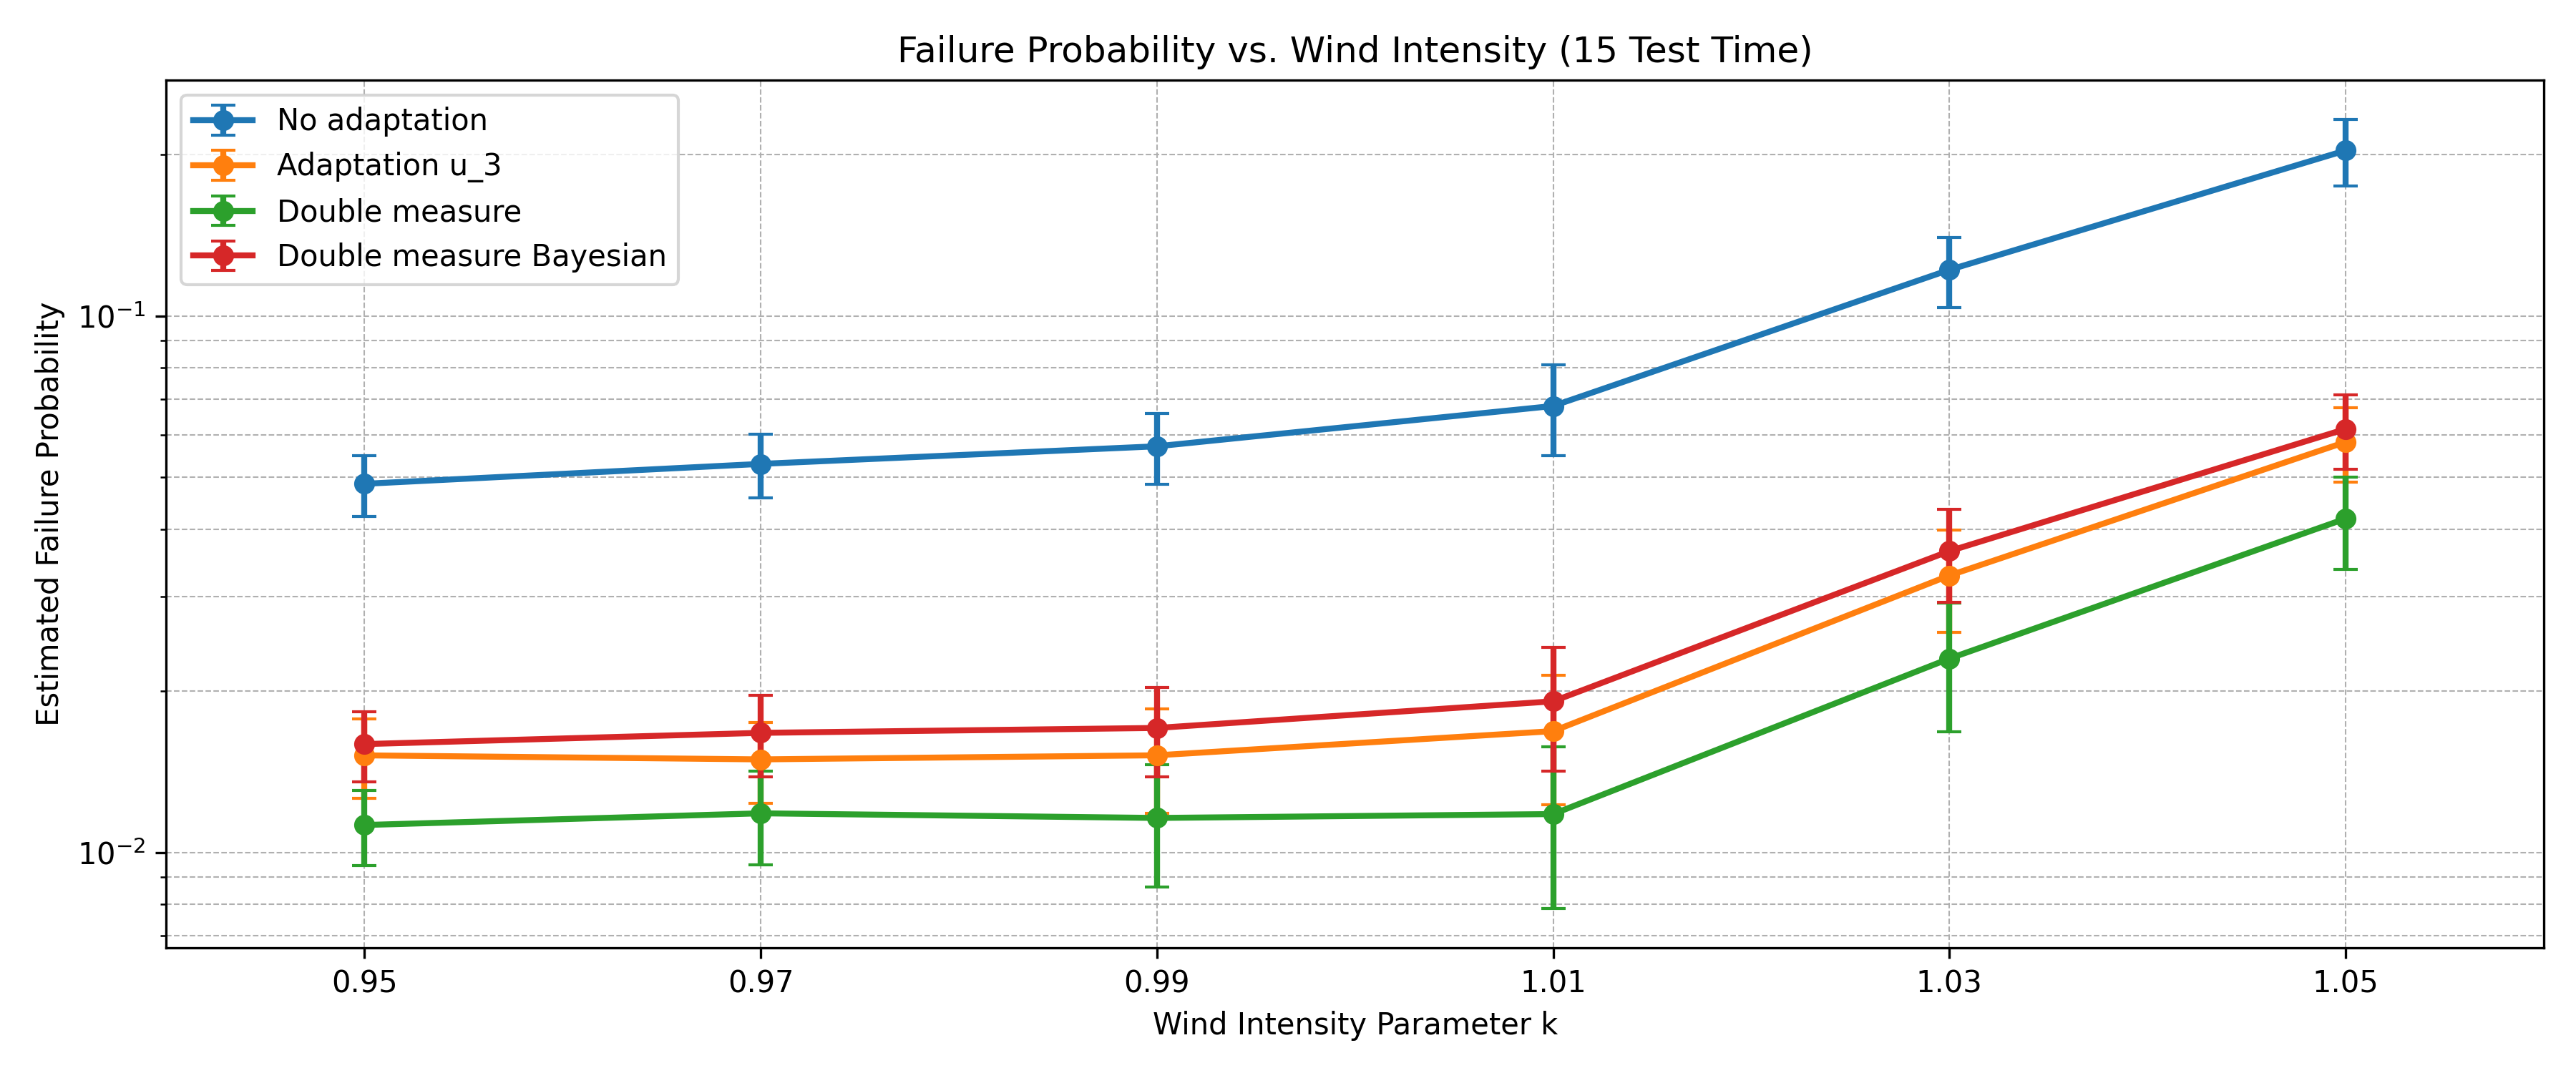 Failure Probability vs. Wind Intensity (15 Test Time)
No adaptation
Adaptation u_3
Double measure
Double measure Bayesian
Estimated Failure Probability
10⁻¹
10⁻²
0.95 0.97 0.99 1.01 1.03 1.05
Wind Intensity Parameter k